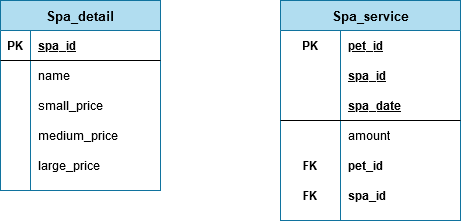 Spa_detail
PK spa_id
name
small_price
medium_price
large_price
Spa_service
PK pet_id
spa_id
spa_date
amount
FK pet_id
FK spa_id